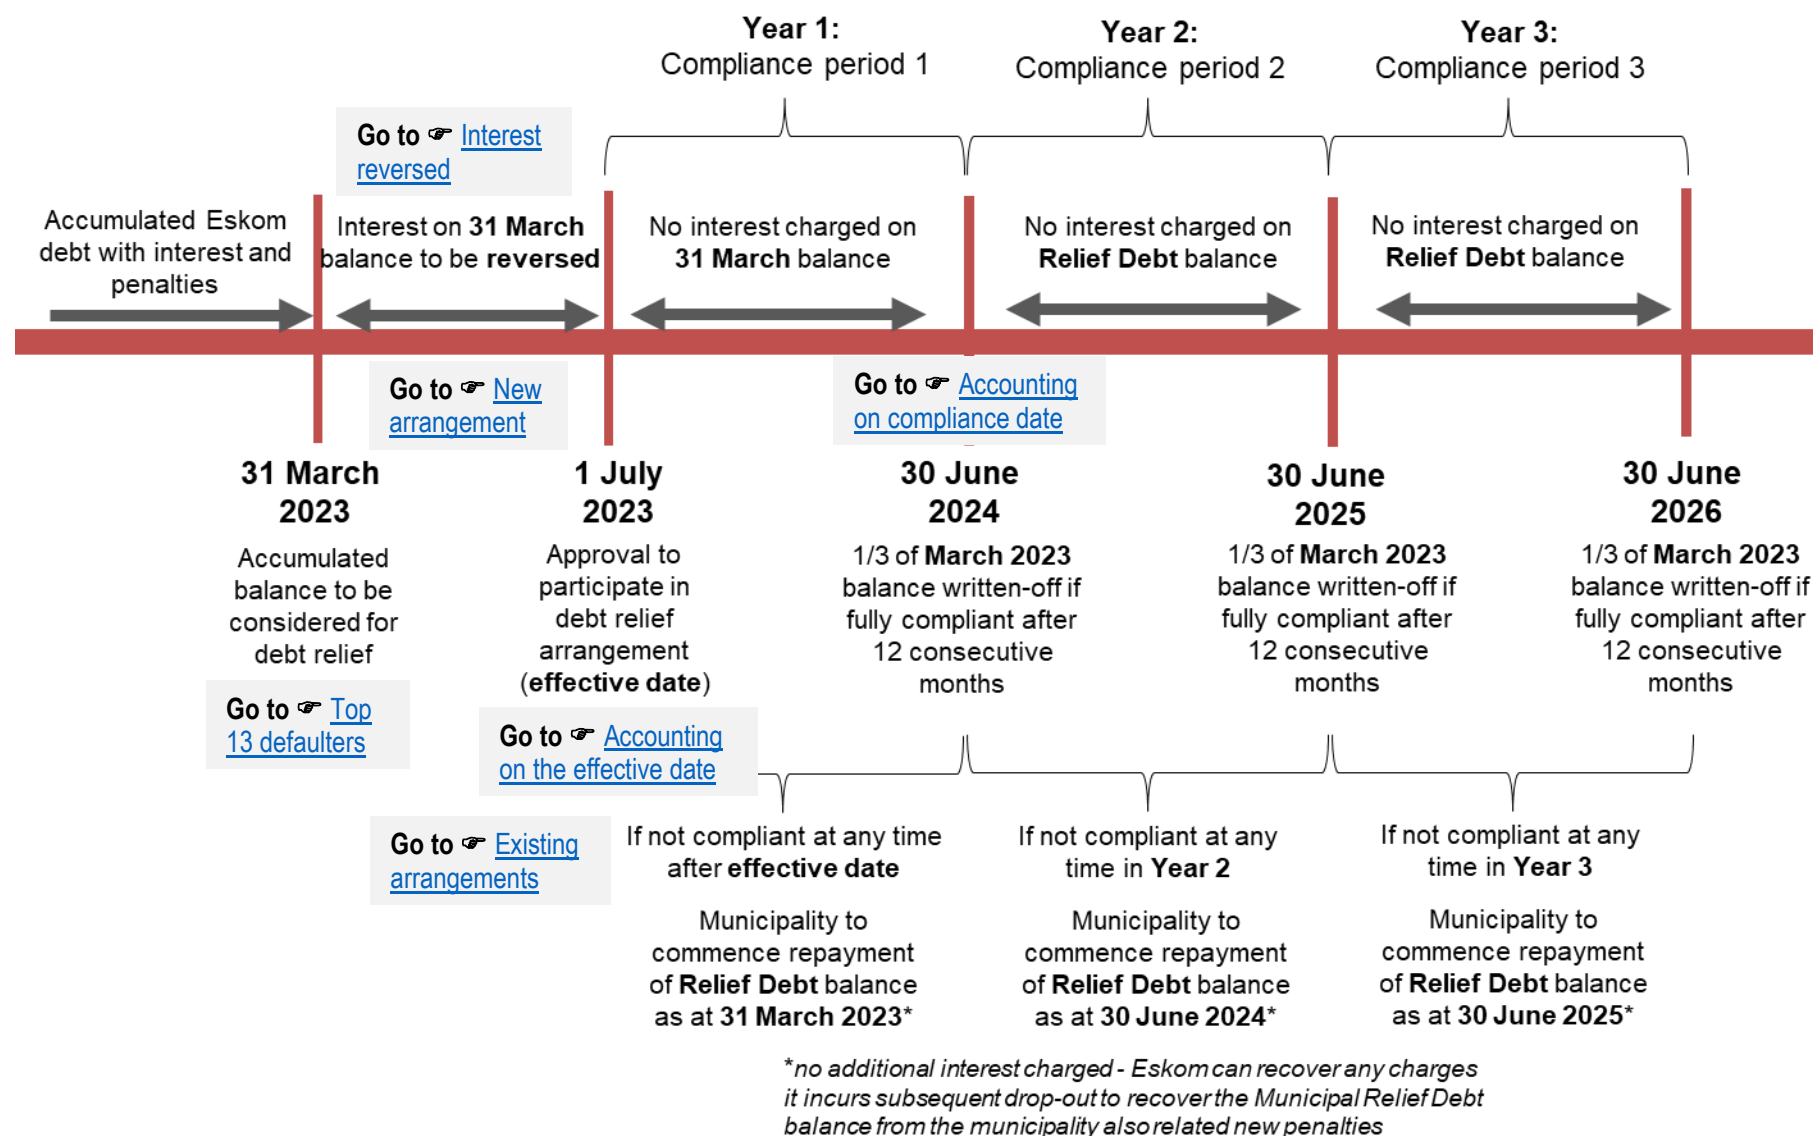 Year 1:
Compliance period 1
Year 2:
Compliance period 2
Year 3:
Compliance period 3
Go to ☞ Interest
reversed
Accumulated Eskom
debt with interest and
penalties
Interest on 31 March
balance to be reversed
No interest charged on
31 March balance
No interest charged on
Relief Debt balance
No interest charged on
Relief Debt balance
Go to ☞ New
arrangement
Go to ☞ Accounting
on compliance date
31 March
2023
Accumulated
balance to be
considered for
debt relief
Go to ☞ Top
13 defaulters
1 July
2023
Approval to
participate in
debt relief
arrangement
(effective date)
Go to ☞ Accounting
on the effective date
Go to ☞ Existing
arrangements
30 June
2024
1/3 of March 2023
balance written-off if
fully compliant after
12 consecutive
months
30 June
2025
1/3 of March 2023
balance written-off if
fully compliant after
12 consecutive
months
30 June
2026
1/3 of March 2023
balance written-off if
fully compliant after
12 consecutive
months
If not compliant at any time
after effective date
Municipality to
commence repayment
of Relief Debt balance
as at 31 March 2023*
If not compliant at any
time in Year 2
Municipality to
commence repayment
of Relief Debt balance
as at 30 June 2024*
If not compliant at any
time in Year 3
Municipality to
commence repayment
of Relief Debt balance
as at 30 June 2025*
*no additional interest charged - Eskom can recover any charges
it incurs subsequent drop-out to recover the Municipal Relief Debt
balance from the municipality also related new penalties